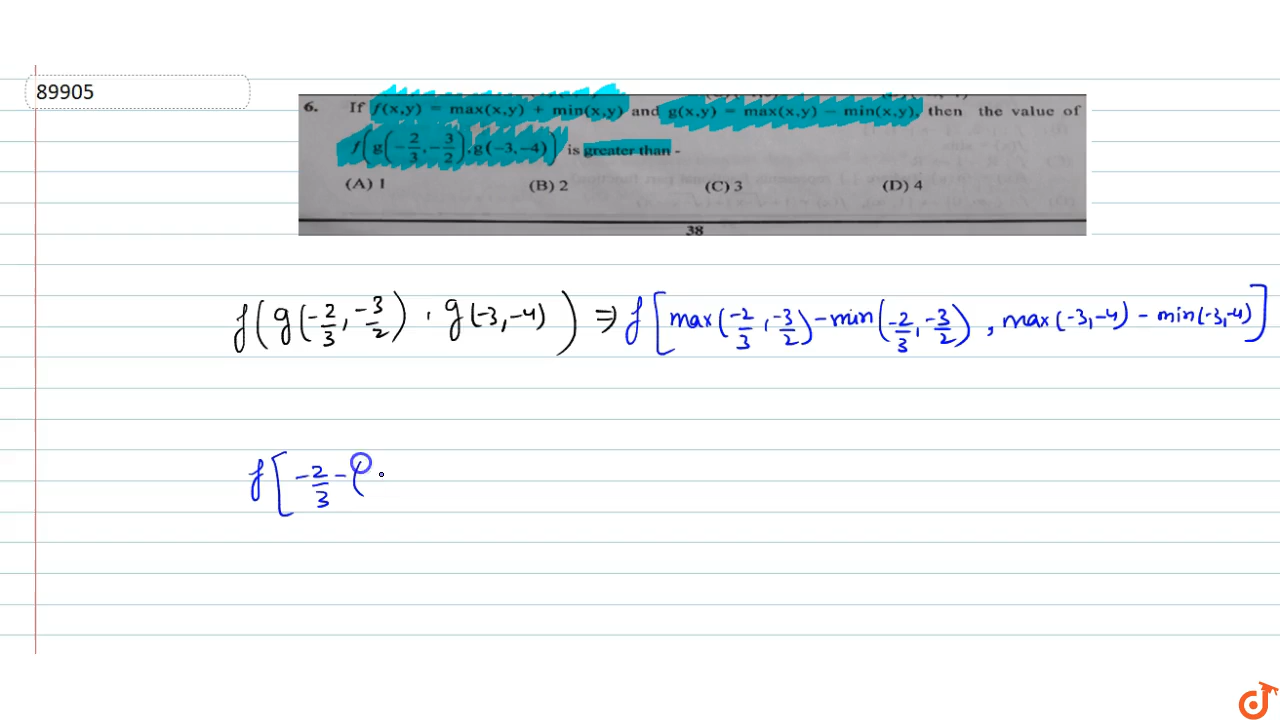 89905
6. If f(x,y) = max(x,y) + min(x,y) and g(x,y) = max(x,y) − min(x,y), then the value of
f(g(−2/3, −3/2), g(−3, −4)) is greater than -
(A) 1 (B) 2 (C) 3 (D) 4
38
f(g(-2/3, -3/2), g(-3, -4)) ⇒ f[max(-2/3, -3/2) - min(-2/3, -3/2), max(-3, -4) - min(-3, -4)]
f[-2/3 - (